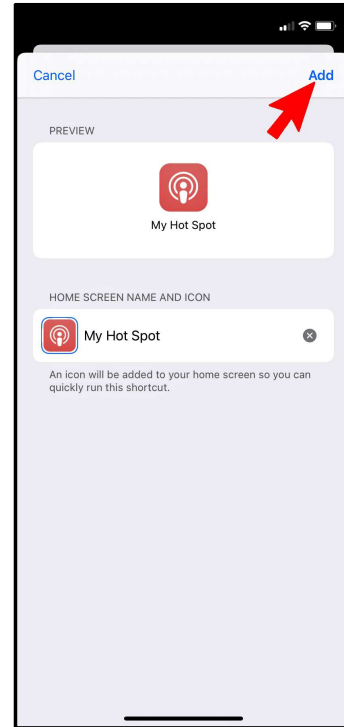 Cancel
Add
PREVIEW
My Hot Spot
HOME SCREEN NAME AND ICON
My Hot Spot
An icon will be added to your home screen so you can
quickly run this shortcut.